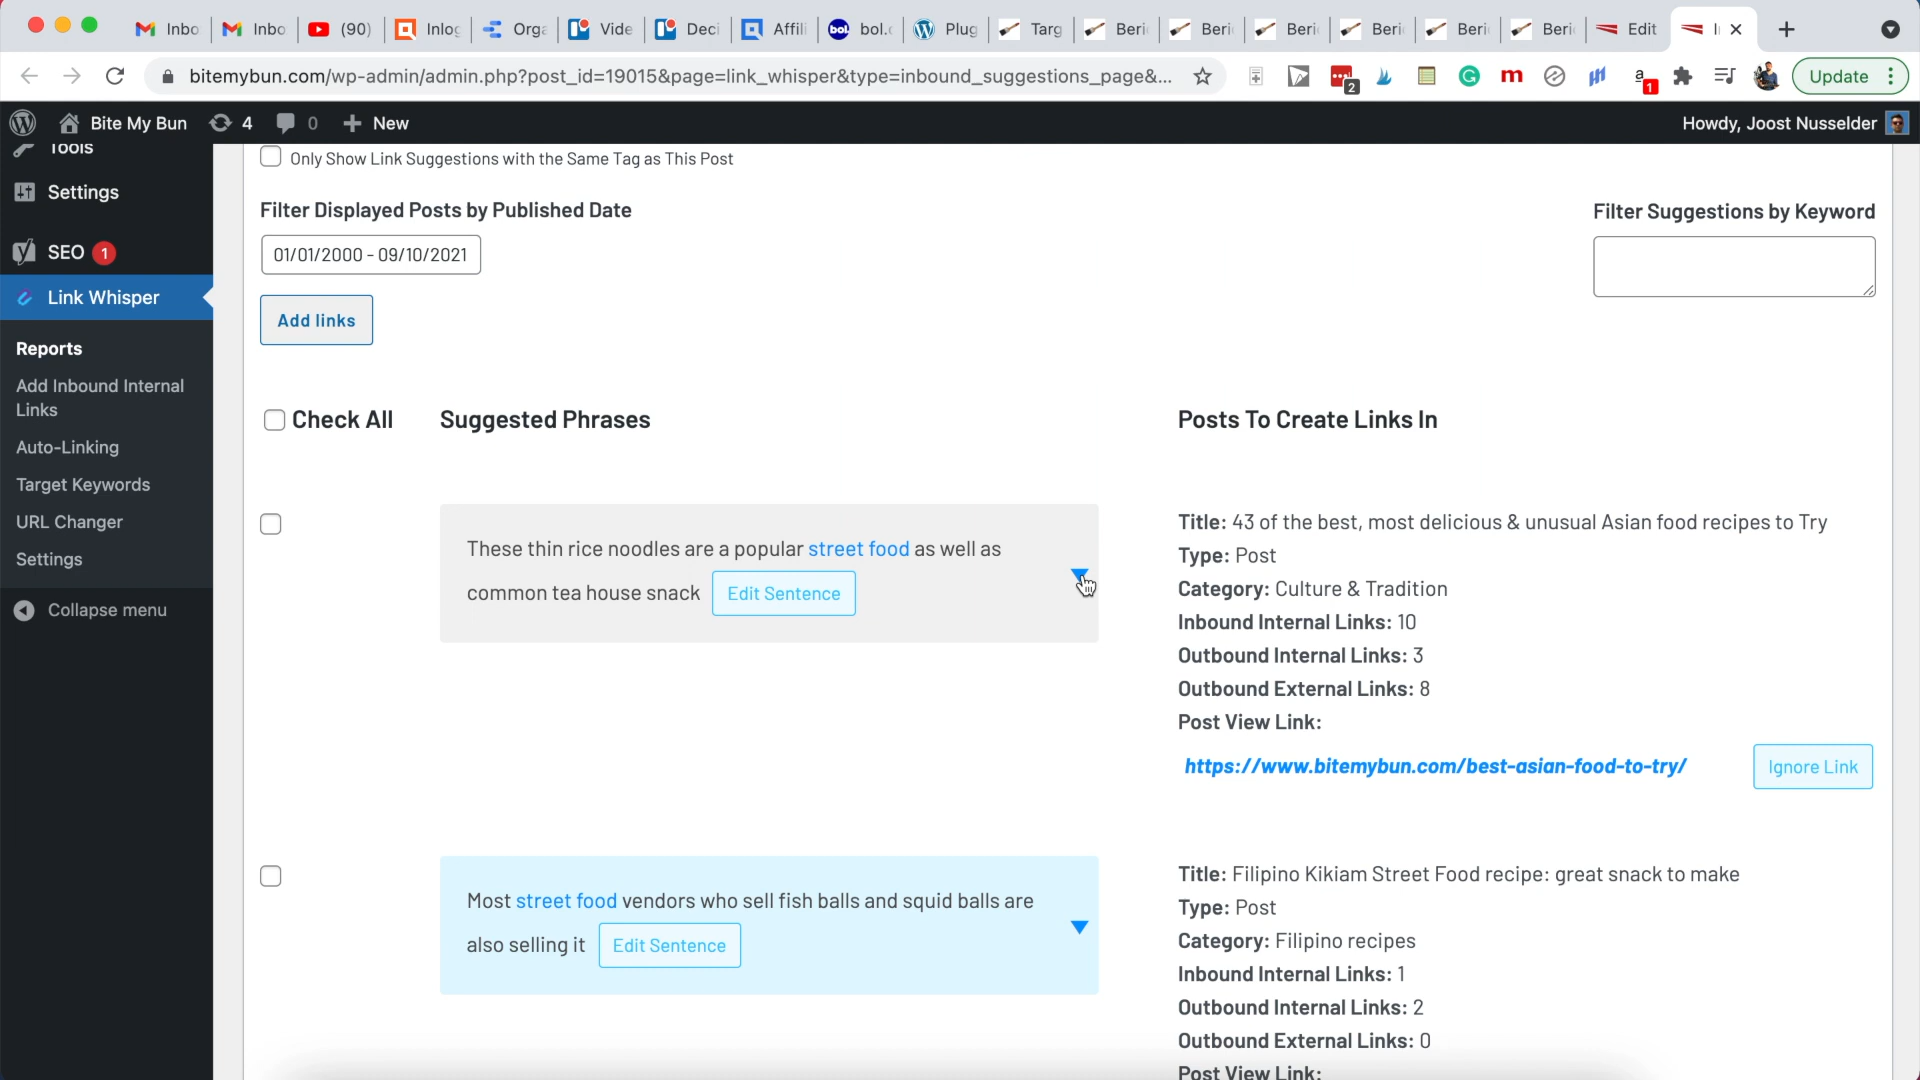 Inbo
Inbo
(90)
Inlog
Orga
Vide
Deci
Affili
bol.c
Plug
Targ
Beri
Beri
Beri
Beri
Beri
Beri
Edit
bitemybun.com/wp-admin/admin.php?post_id=19015&page=link_whisper&type=inbound_suggestions_page&...
2
1
Update
Bite My Bun
4
0
New
Howdy, Joost Nusselder
Tools
Settings
SEO 1
Link Whisper
Reports
Add Inbound Internal
Links
Auto-Linking
Target Keywords
URL Changer
Settings
Collapse menu
Only Show Link Suggestions with the Same Tag as This Post
Filter Displayed Posts by Published Date
01/01/2000 - 09/10/2021
Filter Suggestions by Keyword
Add links
Check All
Suggested Phrases
Posts To Create Links In
These thin rice noodles are a popular street food as well as
common tea house snack Edit Sentence
Title: 43 of the best, most delicious & unusual Asian food recipes to Try
Type: Post
Category: Culture & Tradition
Inbound Internal Links: 10
Outbound Internal Links: 3
Outbound External Links: 8
Post View Link:
https://www.bitemybun.com/best-asian-food-to-try/
Ignore Link
Most street food vendors who sell fish balls and squid balls are
also selling it Edit Sentence
Title: Filipino Kikiam Street Food recipe: great snack to make
Type: Post
Category: Filipino recipes
Inbound Internal Links: 1
Outbound Internal Links: 2
Outbound External Links: 0
Post View Link: